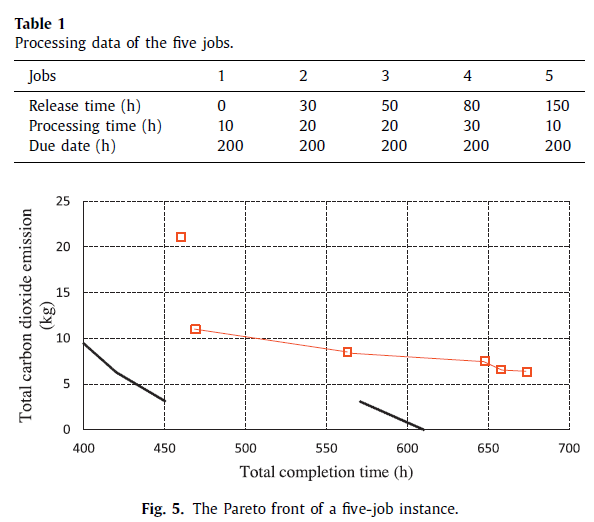 Table 1
Processing data of the five jobs.
Jobs 1 2 3 4 5
Release time (h) 0 30 50 80 150
Processing time (h) 10 20 20 30 10
Due date (h) 200 200 200 200 200
Total carbon dioxide emission
(kg)
25
20
15
10
5
0
400 450 500 550 600 650 700
Total completion time (h)
Fig. 5. The Pareto front of a five-job instance.